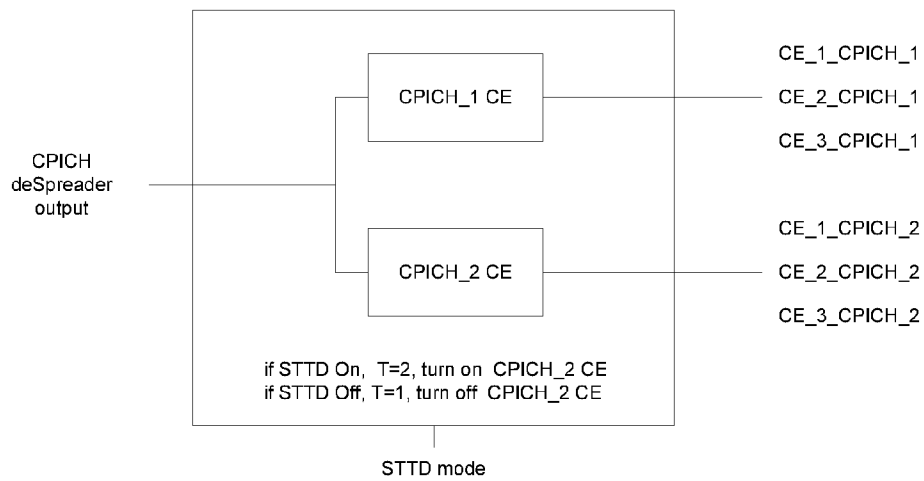 CE_1_CPICH_1
CPICH_1 CE
CE_2_CPICH_1
CE_3_CPICH_1
CPICH
deSpreader
output
CE_1_CPICH_2
CPICH_2 CE
CE_2_CPICH_2
CE_3_CPICH_2
if STTD On, T=2, turn on CPICH_2 CE
if STTD Off, T=1, turn off CPICH_2 CE
STTD mode